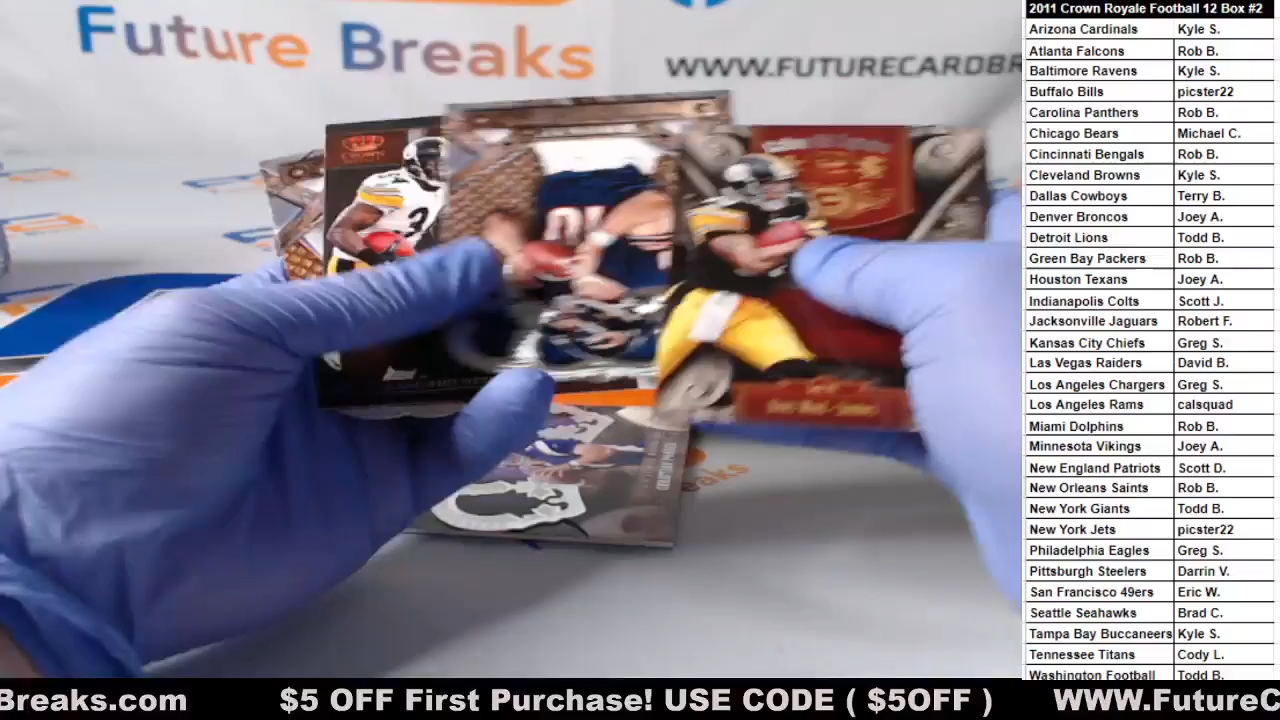 Future Breaks
WWW.FUTURECARDBR
CROWN
2011 Crown Royale Football 12 Box #2
Arizona Cardinals Kyle S.
Atlanta Falcons Rob B.
Baltimore Ravens Kyle S.
Buffalo Bills picster22
Carolina Panthers Rob B.
Chicago Bears Michael C.
Cincinnati Bengals Rob B.
Cleveland Browns Kyle S.
Dallas Cowboys Terry B.
Denver Broncos Joey A.
Detroit Lions Todd B.
Green Bay Packers Rob B.
Houston Texans Joey A.
Indianapolis Colts Scott J.
Jacksonville Jaguars Robert F.
Kansas City Chiefs Greg S.
Las Vegas Raiders David B.
Los Angeles Chargers Greg S.
Los Angeles Rams calsquad
Miami Dolphins Rob B.
Minnesota Vikings Joey A.
New England Patriots Scott D.
New Orleans Saints Rob B.
New York Giants Todd B.
New York Jets picster22
Philadelphia Eagles Greg S.
Pittsburgh Steelers Darrin V.
San Francisco 49ers Eric W.
Seattle Seahawks Brad C.
Tampa Bay Buccaneers Kyle S.
Tennessee Titans Cody L.
Washington Football Todd B.
Breaks.com $5 OFF First Purchase! USE CODE ( $5OFF ) WWW.FutureC